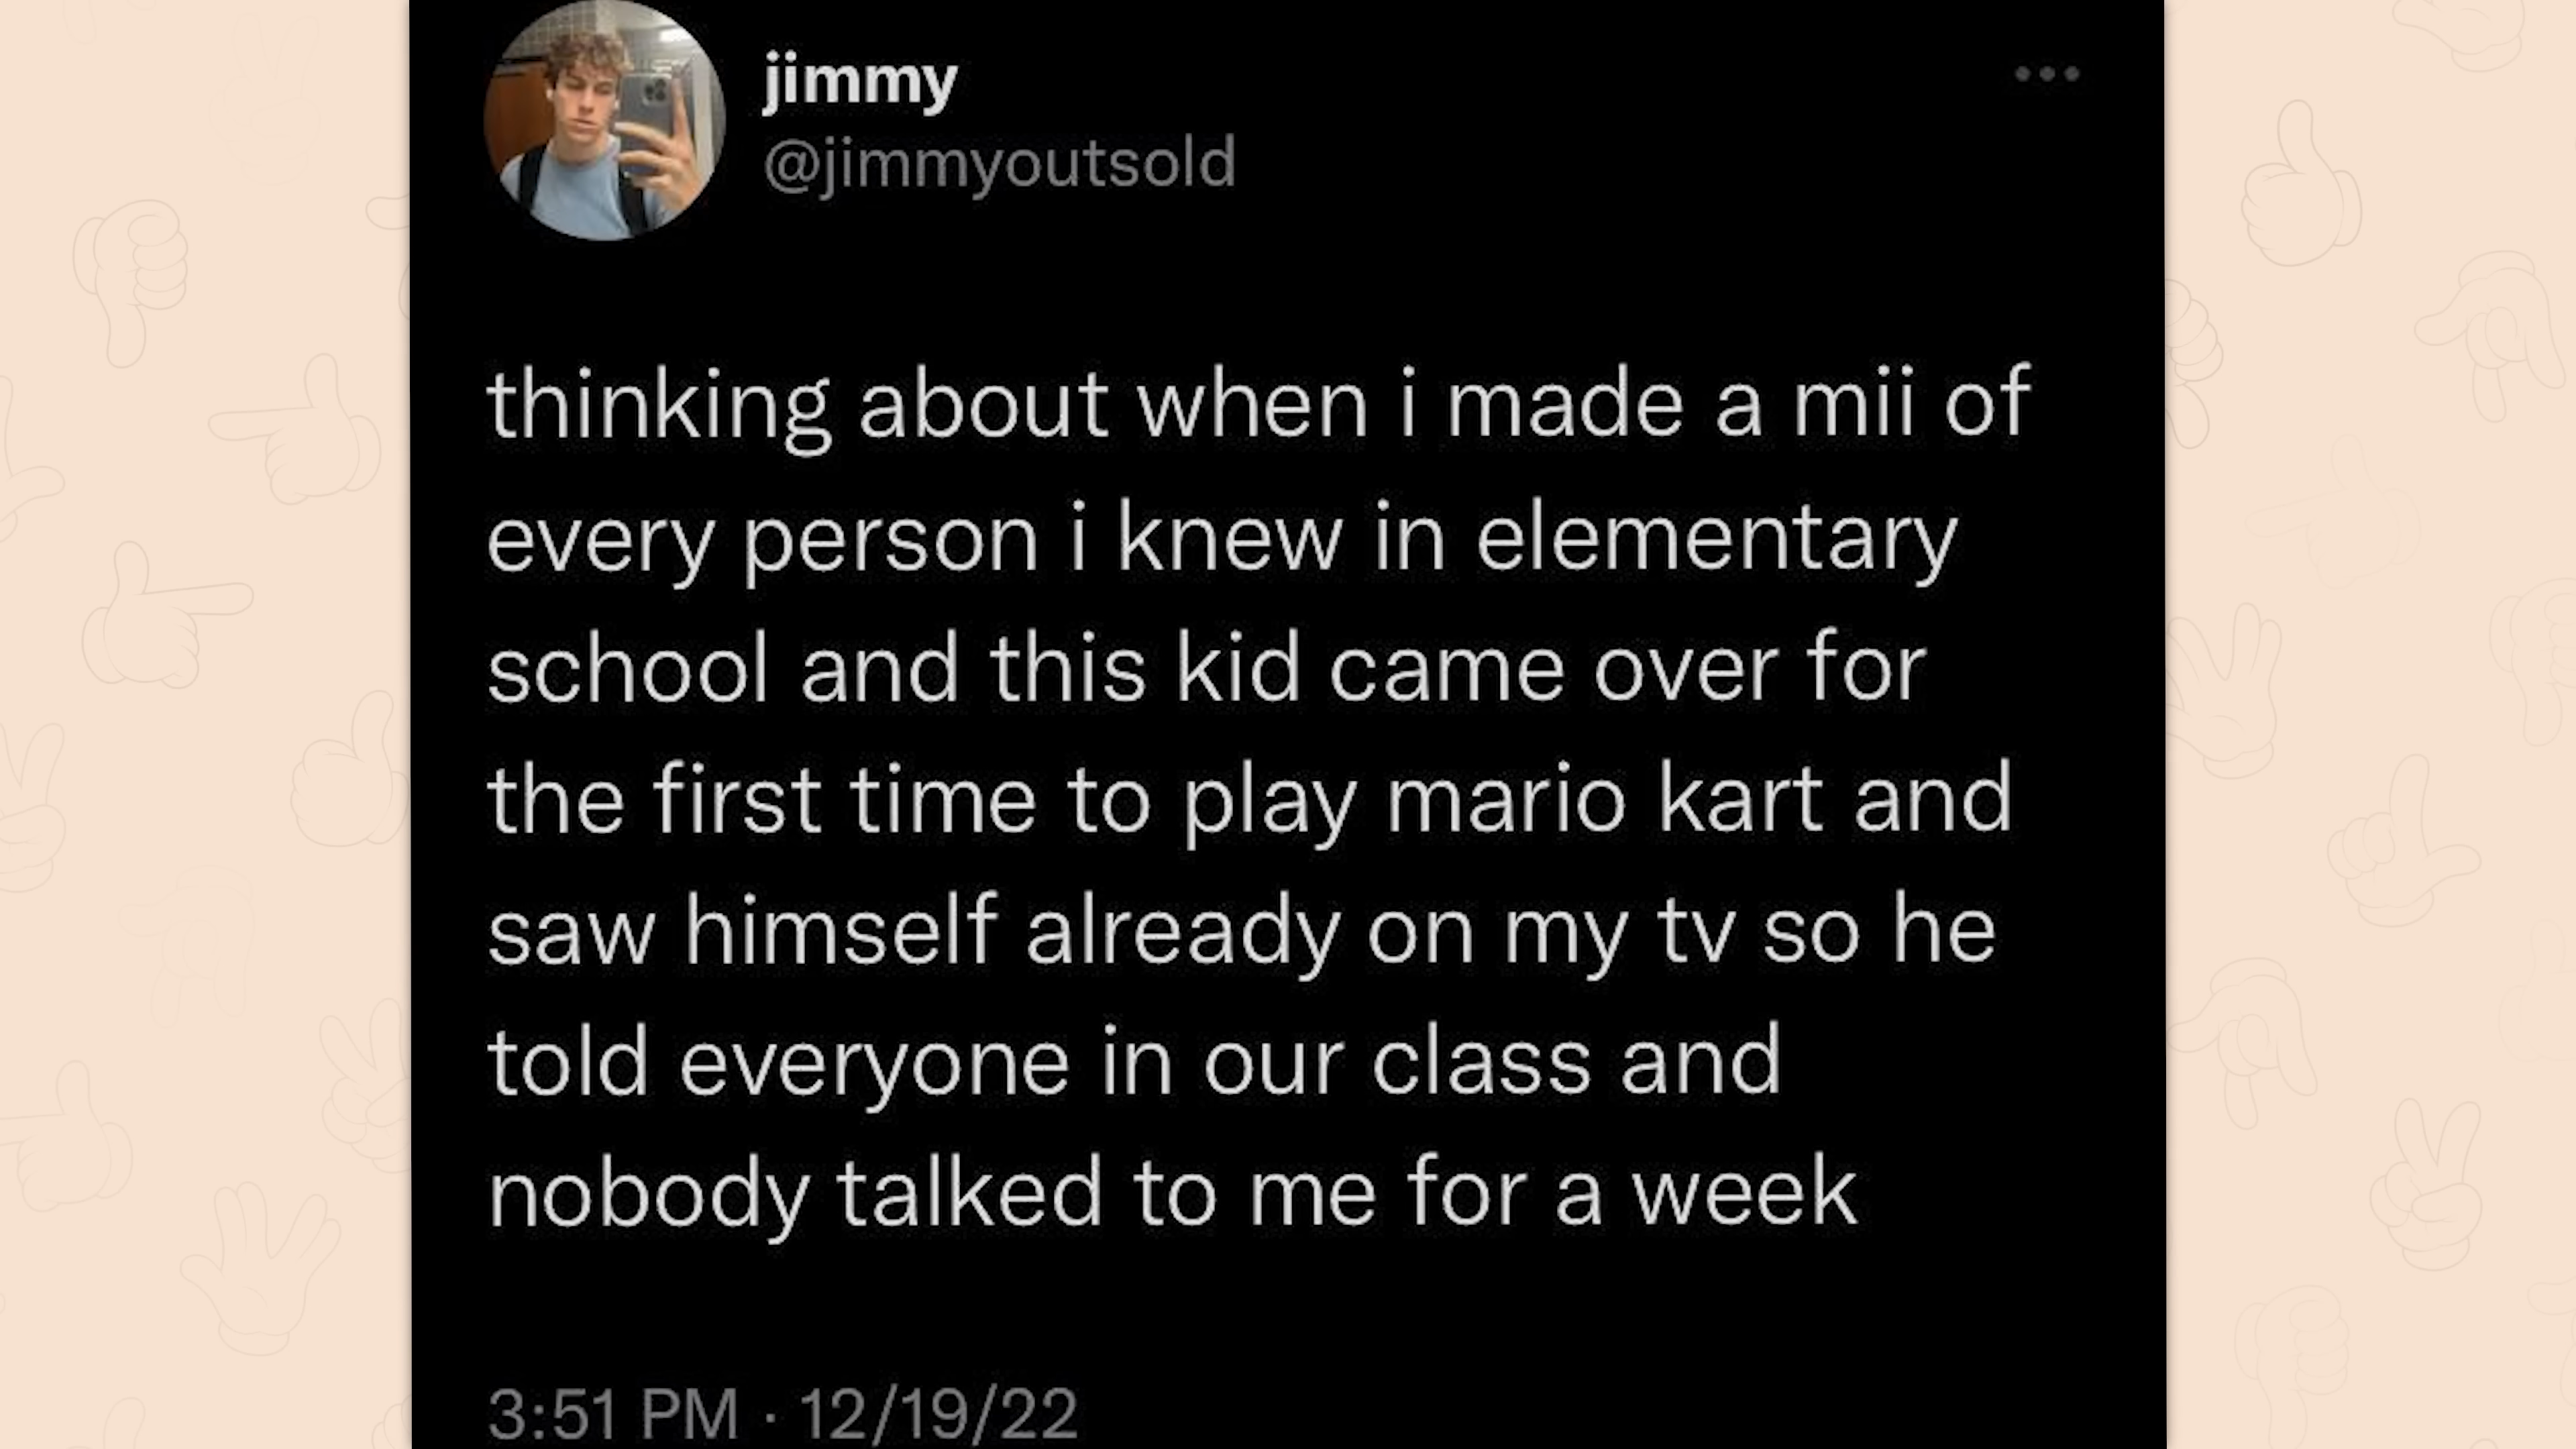 jimmy
@jimmyoutsold
thinking about when i made a mii of
every person i knew in elementary
school and this kid came over for
the first time to play mario kart and
saw himself already on my tv so he
told everyone in our class and
nobody talked to me for a week
3:51 PM · 12/19/22